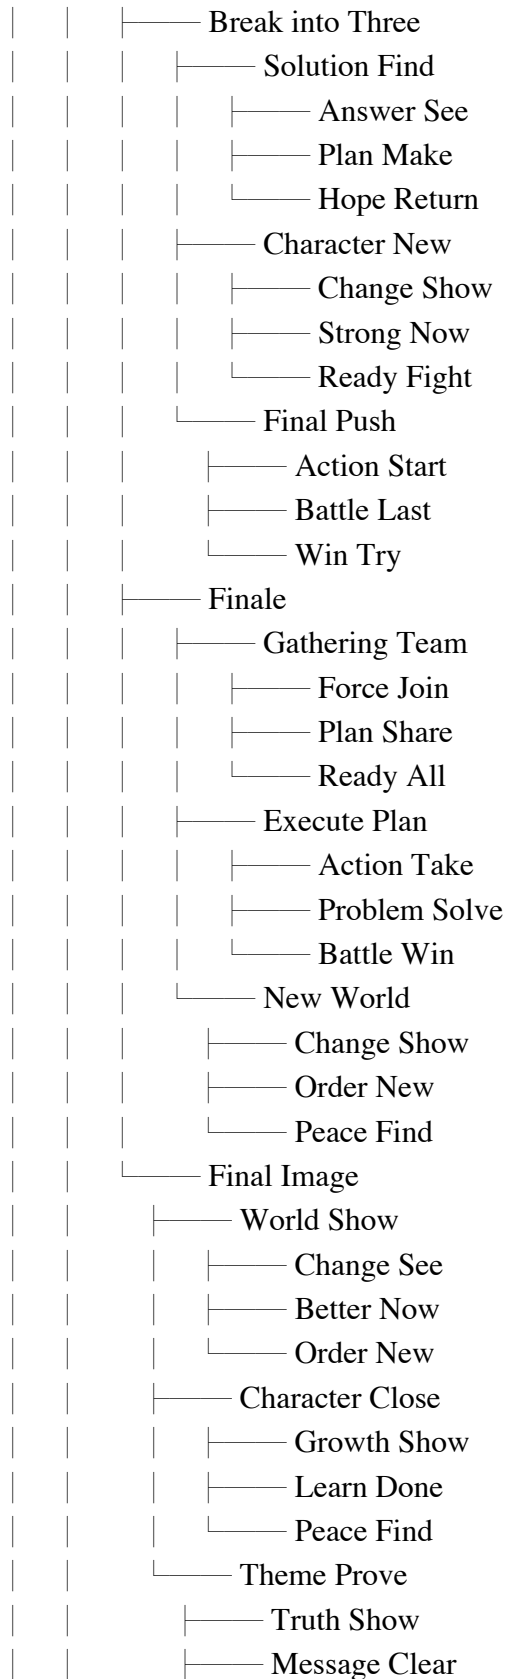 Break into Three
Solution Find
Answer See
Plan Make
Hope Return
Character New
Change Show
Strong Now
Ready Fight
Final Push
Action Start
Battle Last
Win Try
Finale
Gathering Team
Force Join
Plan Share
Ready All
Execute Plan
Action Take
Problem Solve
Battle Win
New World
Change Show
Order New
Peace Find
Final Image
World Show
Change See
Better Now
Order New
Character Close
Growth Show
Learn Done
Peace Find
Theme Prove
Truth Show
Message Clear